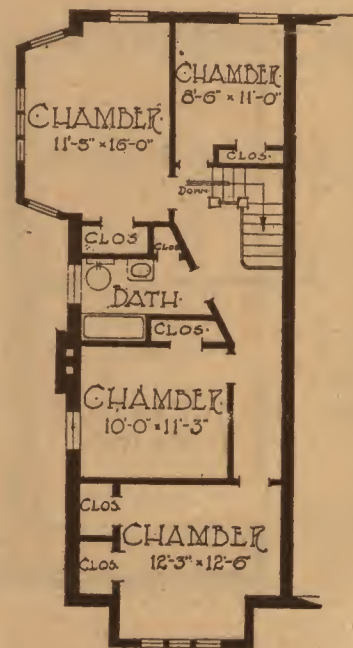 CHAMBER
8'-6" × 11'-0"
CHAMBER
11'-8" × 16'-0"
CLOS.
DOWN
CLOS
CLOS
BATH
CLOS.
CHAMBER
10'-0" × 11'-3"
CLOS.
CHAMBER
12'-3" × 12'-6"
CLOS.